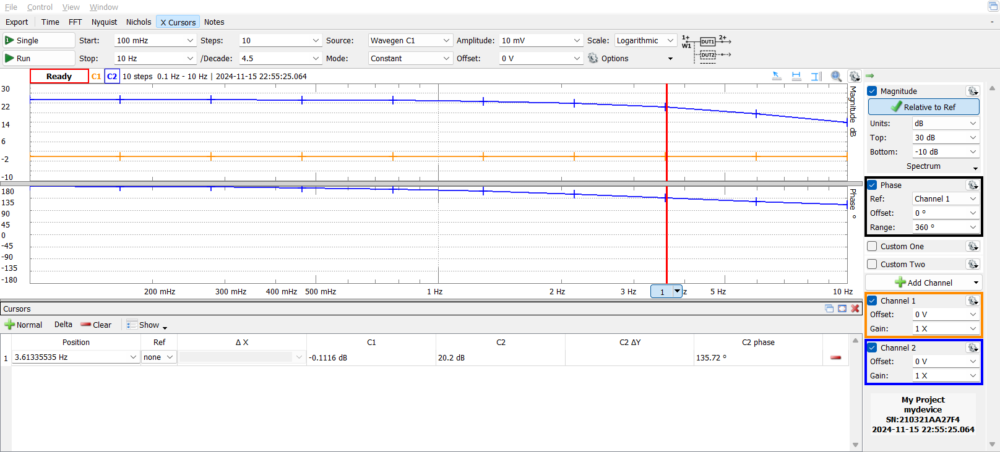 File Control View Window
Export Time FFT Nyquist Nichols X Cursors Notes -
1 Single Start: 100 mHz Steps: 10 Source: Wavegen C1 Amplitude: 10 mV Scale: Logarithmic 1+ DUT1 2+
W1
Run Stop: 10 Hz /Decade: 4.5 Mode: Constant Offset: 0 V Options DUT2
Ready C1 C2 10 steps 0.1 Hz - 10 Hz | 2024-11-15 22:55:25.064
30
22
14
6
-2
-10
Magnitude dB
180
135
90
45
0
-45
-90
-135
-180
Phase °
200 mHz 300 mHz 400 mHz 500 mHz 1 Hz 2 Hz 3 Hz 1 z 5 Hz 10 Hz
Magnitude
Relative to Ref
Units: dB
Top: 30 dB
Bottom: -10 dB
Spectrum
Phase
Ref: Channel 1
Offset: 0 °
Range: 360 °
Custom One
Custom Two
Add Channel
Channel 1
Offset: 0 V
Gain: 1 X
Channel 2
Offset: 0 V
Gain: 1 X
My Project
mydevice
SN:210321AA27F4
2024-11-15 22:55:25.064
Cursors
Normal Delta Clear Show
Position Ref Δ X C1 C2 C2 ΔY C2 phase
1 3.61335535 Hz none -0.1116 dB 20.2 dB 135.72 °